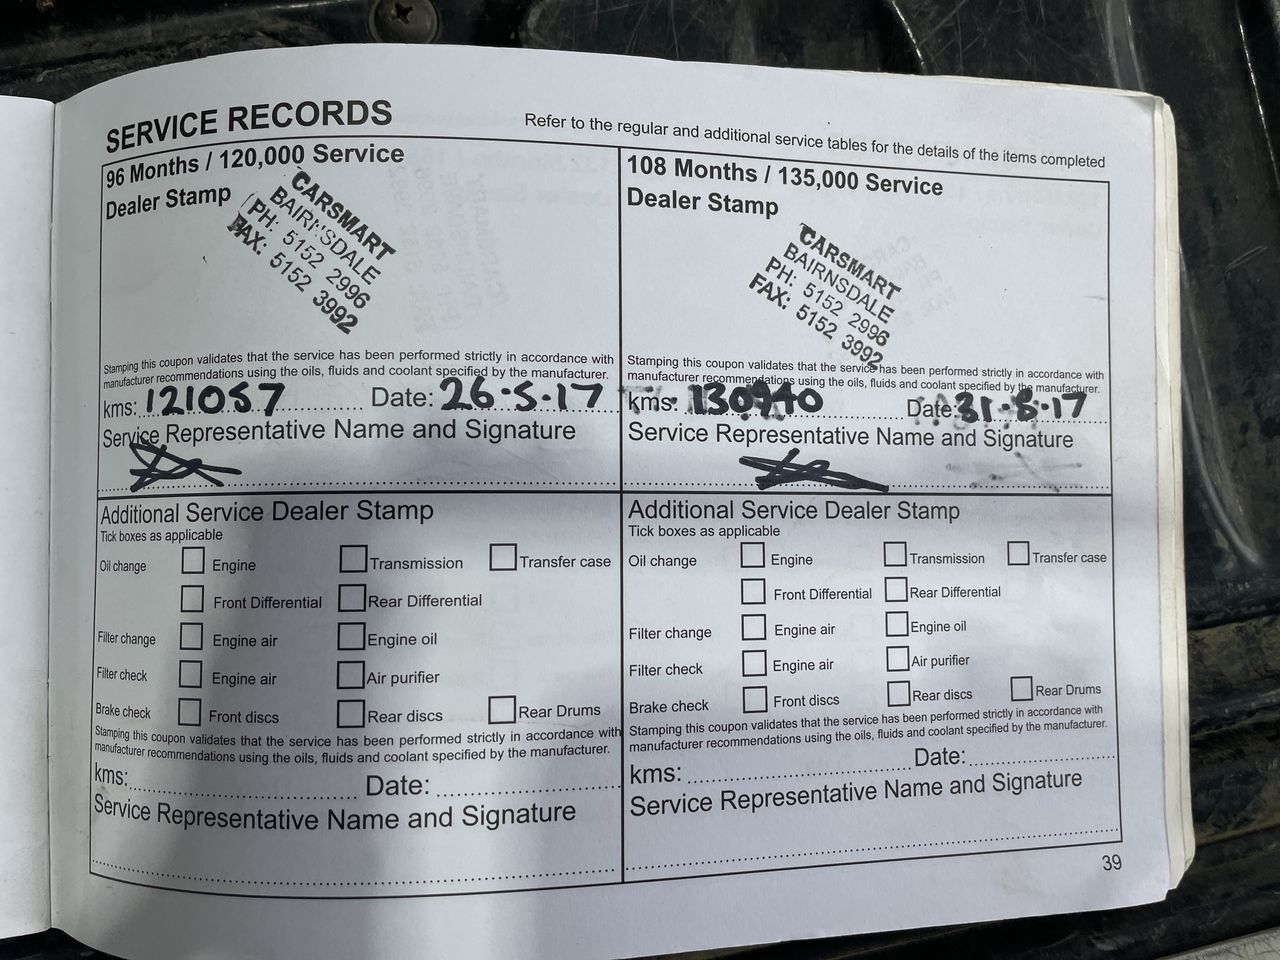 SERVICE RECORDS
Refer to the regular and additional service tables for the details of the items completed
96 Months / 120,000 Service
Dealer Stamp
CARSMART
BAIRNSDALE
PH: 5152 2996
FAX: 5152 3992
Stamping this coupon validates that the service has been performed strictly in accordance with
manufacturer recommendations using the oils, fluids and coolant specified by the manufacturer.
kms: 121057 Date: 26.5.17
Service Representative Name and Signature
Additional Service Dealer Stamp
Tick boxes as applicable
Oil change Engine Transmission Transfer case
Front Differential Rear Differential
Filter change Engine air Engine oil
Filter check Engine air Air purifier
Brake check Front discs Rear discs Rear Drums
Stamping this coupon validates that the service has been performed strictly in accordance with
manufacturer recommendations using the oils, fluids and coolant specified by the manufacturer.
kms: Date:
Service Representative Name and Signature
108 Months / 135,000 Service
Dealer Stamp
CARSMART
BAIRNSDALE
PH: 5152 2996
FAX: 5152 3992
Stamping this coupon validates that the service has been performed strictly in accordance with
manufacturer recommendations using the oils, fluids and coolant specified by the manufacturer.
kms: 130940 Date: 31.8.17
Service Representative Name and Signature
Additional Service Dealer Stamp
Tick boxes as applicable
Oil change Engine Transmission Transfer case
Front Differential Rear Differential
Filter change Engine air Engine oil
Filter check Engine air Air purifier
Brake check Front discs Rear discs Rear Drums
Stamping this coupon validates that the service has been performed strictly in accordance with
manufacturer recommendations using the oils, fluids and coolant specified by the manufacturer.
kms: Date:
Service Representative Name and Signature
39